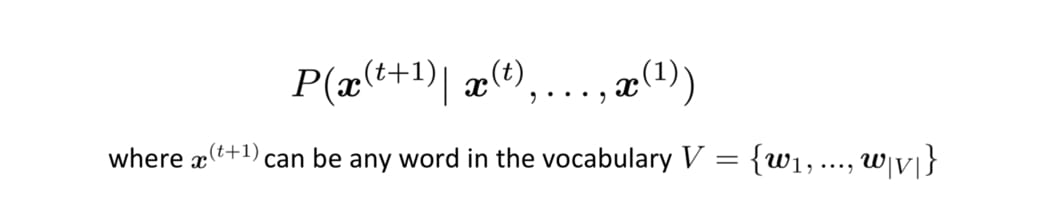 P(x^{(t+1)} | x^{(t)}, . . . , x^{(1)})
where x^{(t+1)} can be any word in the vocabulary V = {w_1, ..., w_{|V|}}